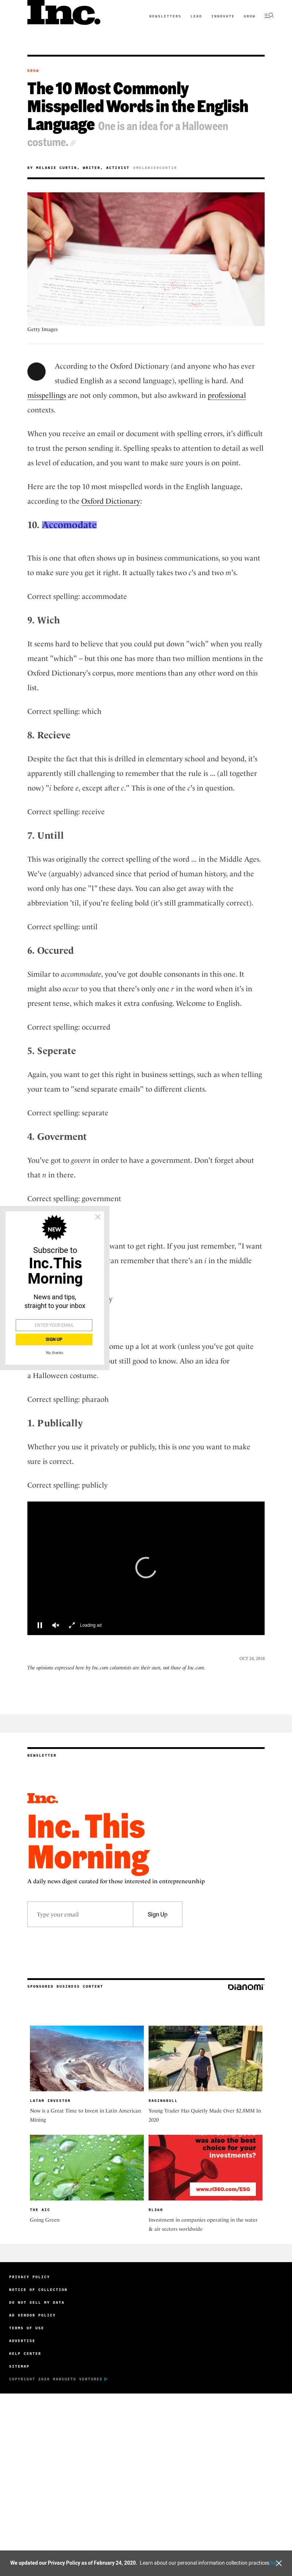 Inc.
NEWSLETTERS LEAD INNOVATE GROW
GROW
The 10 Most Commonly
Misspelled Words in the English
Language One is an idea for a Halloween
costume.
BY MELANIE CURTIN, WRITER, ACTIVIST @MELANIEBCURTIN
Getty Images
According to the Oxford Dictionary (and anyone who has ever
studied English as a second language), spelling is hard. And
misspellings are not only common, but also awkward in professional
contexts.
When you receive an email or document with spelling errors, it's difficult
to trust the person sending it. Spelling speaks to attention to detail as well
as level of education, and you want to make sure yours is on point.
Here are the top 10 most misspelled words in the English language,
according to the Oxford Dictionary:
10. Accomodate
This is one that often shows up in business communications, so you want
to make sure you get it right. It actually takes two c's and two m's.
Correct spelling: accommodate
9. Wich
It seems hard to believe that you could put down "wich" when you really
meant "which" – but this one has more than two million mentions in the
Oxford Dictionary's corpus, more mentions than any other word on this
list.
Correct spelling: which
8. Recieve
Despite the fact that this is drilled in elementary school and beyond, it's
apparently still challenging to remember that the rule is ... (all together
now) "i before e, except after c." This is one of the c's in question.
Correct spelling: receive
7. Untill
This was originally the correct spelling of the word ... in the Middle Ages.
We've (arguably) advanced since that period of human history, and the
word only has one "l" these days. You can also get away with the
abbreviation 'til, if you're feeling bold (it's still grammatically correct).
Correct spelling: until
6. Occured
Similar to accommodate, you've got double consonants in this one. It
might also occur to you that there's only one r in the word when it's in
present tense, which makes it extra confusing. Welcome to English.
Correct spelling: occurred
5. Seperate
Again, you want to get this right in business settings, such as when telling
your team to "send separate emails" to different clients.
Correct spelling: separate
4. Goverment
You've got to govern in order to have a government. Don't forget about
that n in there.
Correct spelling: government
want to get right. If you just remember, "I want
an remember that there's an i in the middle
y
ome up a lot at work (unless you've got quite
but still good to know. Also an idea for
a Halloween costume.
NEW
Subscribe to
Inc.This
Morning
News and tips,
straight to your inbox
ENTER YOUR EMAIL
SIGN UP
No, thanks
Correct spelling: pharaoh
1. Publically
Whether you use it privately or publicly, this is one you want to make
sure is correct.
Correct spelling: publicly
Loading ad
OCT 24, 2018
The opinions expressed here by Inc.com columnists are their own, not those of Inc.com.
NEWSLETTER
Inc.
Inc. This
Morning
A daily news digest curated for those interested in entrepreneurship
Type your email
Sign Up
SPONSORED BUSINESS CONTENT
bianomi
LATAM INVESTOR
Now is a Great Time to Invest in Latin American
Mining
RAGINGBULL
Young Trader Has Quietly Made Over $2.8MM In
2020
was also the best
choice for your
investments?
www.rl360.com/ESG
THE AIC
Going Green
RL360
Investment in companies operating in the water
& air sectors worldwide
PRIVACY POLICY
NOTICE OF COLLECTION
DO NOT SELL MY DATA
AD VENDOR POLICY
TERMS OF USE
ADVERTISE
HELP CENTER
SITEMAP
COPYRIGHT 2020 MANSUETO VENTURES
We updated our Privacy Policy as of February 24, 2020. Learn about our personal information collection practices